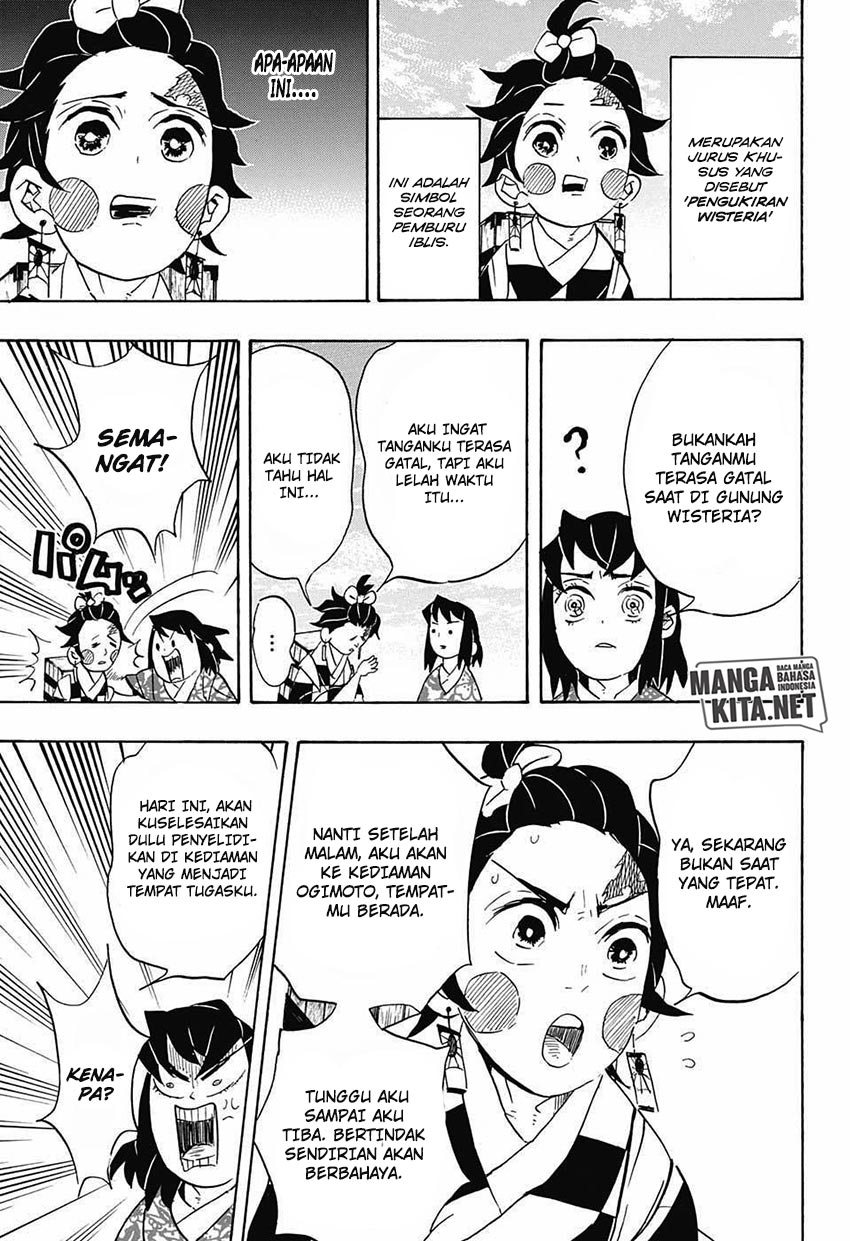 MERUPAKAN
JURUS KHU-
SUS YANG
DISEBUT
'PENGUKIRAN
WISTERIA'
INI ADALAH
SIMBOL
SEORANG
PEMBURU
IBLIS.
APA-APAAN
INI....
?
BUKANKAH
TANGANMU
TERASA GATAL
SAAT DI GUNUNG
WISTERIA?
AKU INGAT
TANGANKU TERASA
GATAL, TAPI AKU
LELAH WAKTU
ITU...
AKU TIDAK
TAHU HAL
INI...
...
SEMA-
NGAT!
MANGA
KITA.NET
BACA MANGA
BAHASA
INDONESIA
YA, SEKARANG
BUKAN SAAT
YANG TEPAT.
MAAF.
NANTI SETELAH
MALAM, AKU AKAN
KE KEDIAMAN
OGIMOTO, TEMPAT-
MU BERADA.
TUNGGU AKU
SAMPAI AKU
TIBA. BERTINDAK
SENDIRIAN AKAN
BERBAHAYA.
HARI INI, AKAN
KUSELESAIKAN
DULU PENYELIDI-
KAN DI KEDIAMAN
YANG MENJADI
TEMPAT TUGASKU.
KENA-
PA?